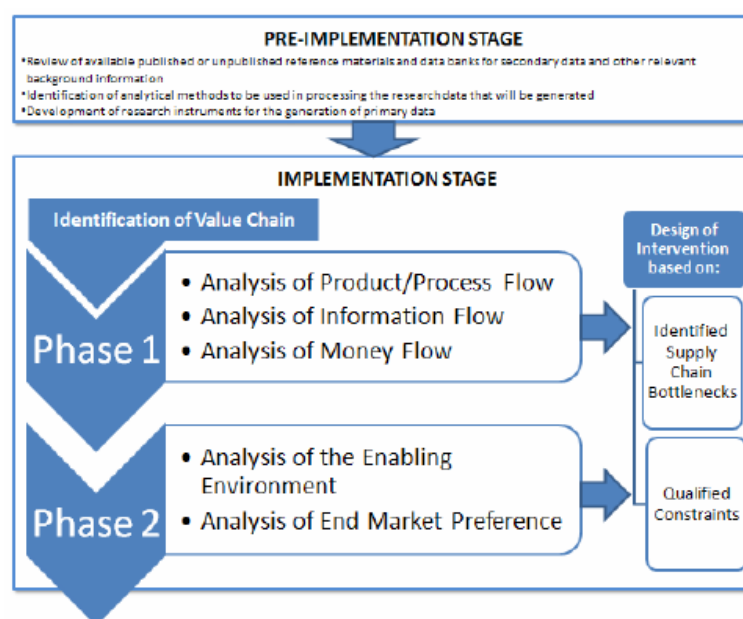 PRE-IMPLEMENTATION STAGE
•Review of available published or unpublished reference materials and data banks for secondary data and other relevant
background information
•Identification of analytical methods to be used in processing the research data that will be generated
•Development of research instruments for the generation of primary data
IMPLEMENTATION STAGE
Identification of Value Chain
Phase 1
• Analysis of Product/Process Flow
• Analysis of Information Flow
• Analysis of Money Flow
Phase 2
• Analysis of the Enabling
Environment
• Analysis of End Market Preference
Design of
Intervention
based on:
Identified
Supply
Chain
Bottlenecks
Qualified
Constraints